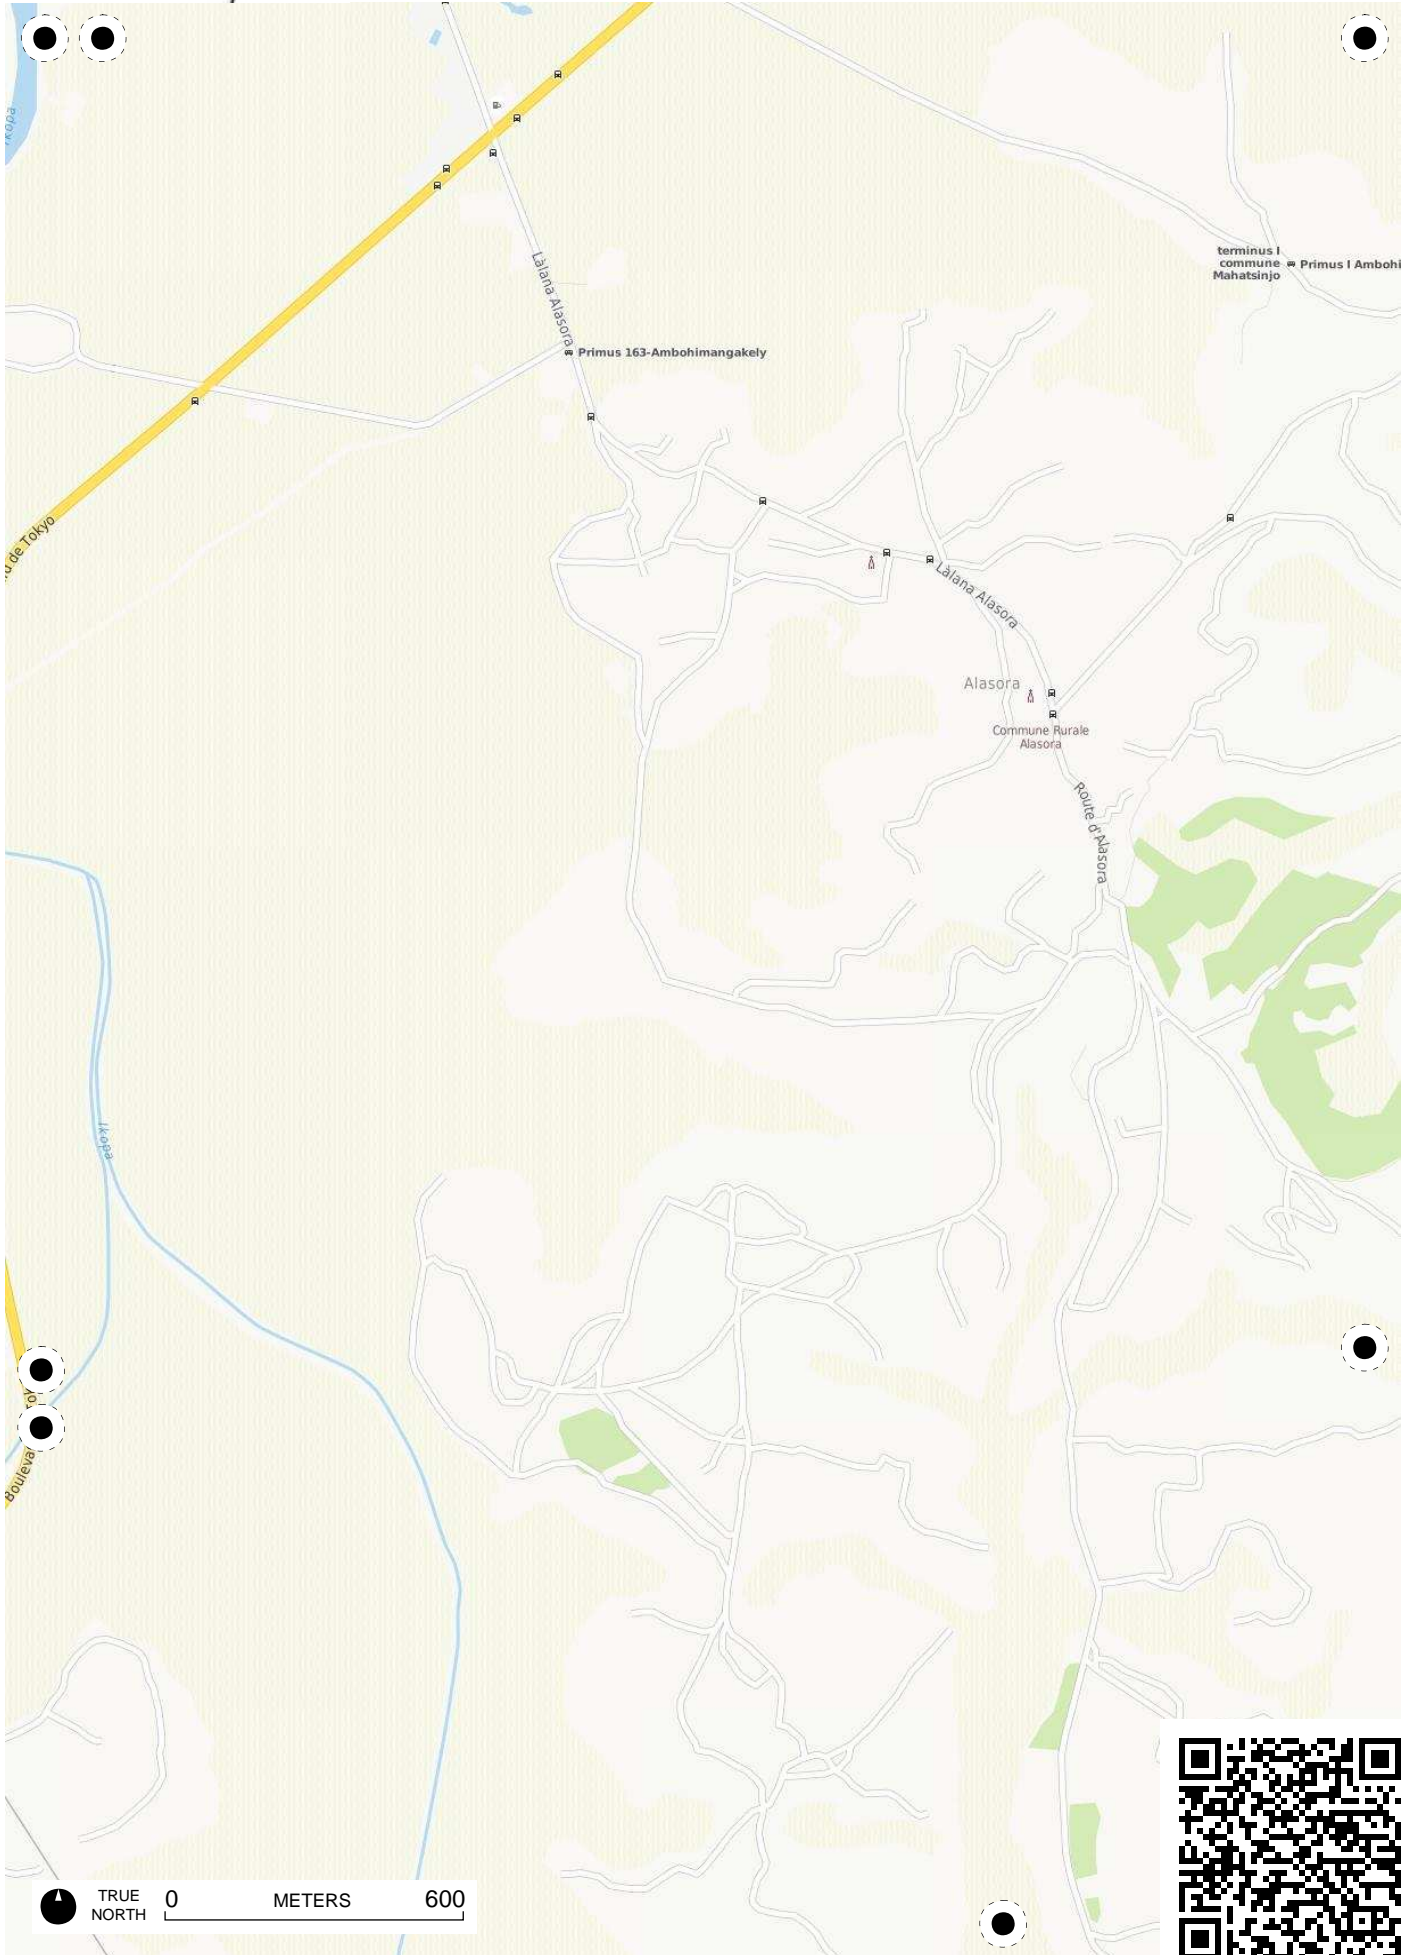 Ikopa
Làlana Alasora
terminus I
commune
Mahatsinjo
Primus I Ambohi
Primus 163-Ambohimangakely
de Tokyo
Làlana Alasora
Alasora
Commune Rurale
Alasora
Route d'Alasora
Ikopa
Bouleva
TRUE
NORTH
0 METERS 600